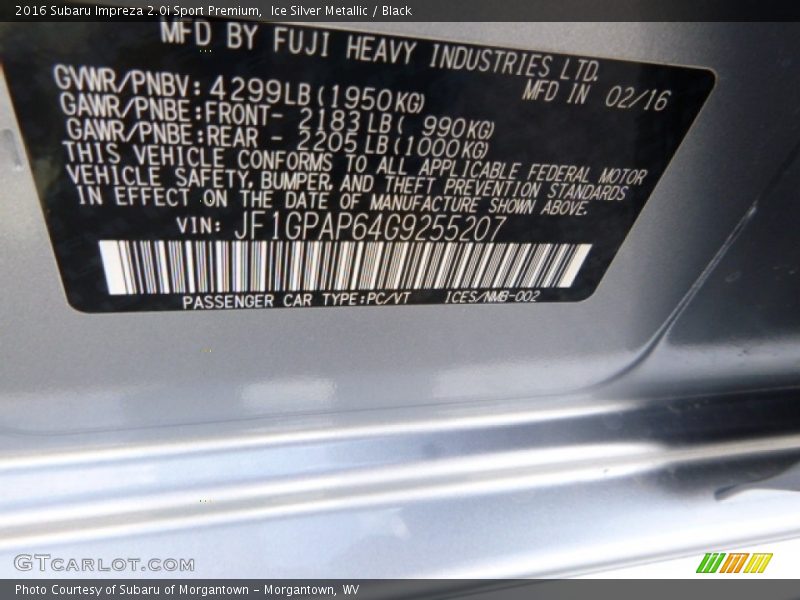 2016 Subaru Impreza 2.0i Sport Premium,  Ice Silver Metallic / Black
MFD BY FUJI HEAVY INDUSTRIES LTD.
GVWR/PNBV: 4299LB (1950KG)
MFD IN 02/16
GAWR/PNBE:FRONT- 2183 LB ( 990KG)
GAWR/PNBE:REAR - 2205 LB (1000KG)
THIS VEHICLE CONFORMS TO ALL APPLICABLE FEDERAL MOTOR
VEHICLE SAFETY, BUMPER, AND THEFT PREVENTION STANDARDS
IN EFFECT ON THE DATE OF MANUFACTURE SHOWN ABOVE.
VIN: JF1GPAP64G9255207
PASSENGER CAR TYPE:PC/VT ICES/NMB-002
GTCARLOT.COM
Photo Courtesy of Subaru of Morgantown - Morgantown, WV